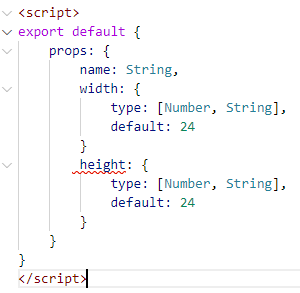 <script>
export default {
    props: {
        name: String,
        width: {
            type: [Number, String],
            default: 24
        }
        height: {
            type: [Number, String],
            default: 24
        }
    }
}
</script>